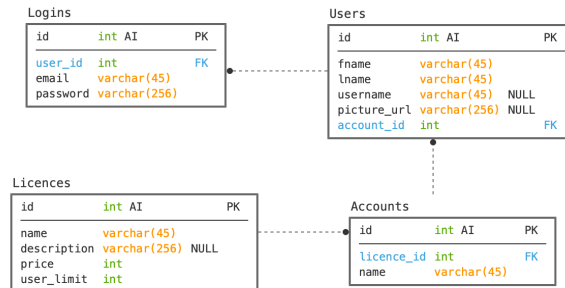 Logins
id int AI PK
user_id int FK
email varchar(45)
password varchar(256)
Users
id int AI PK
fname varchar(45)
lname varchar(45)
username varchar(45) NULL
picture_url varchar(256) NULL
account_id int FK
Licences
id int AI PK
name varchar(45)
description varchar(256) NULL
price int
user_limit int
Accounts
id int AI PK
licence_id int FK
name varchar(45)